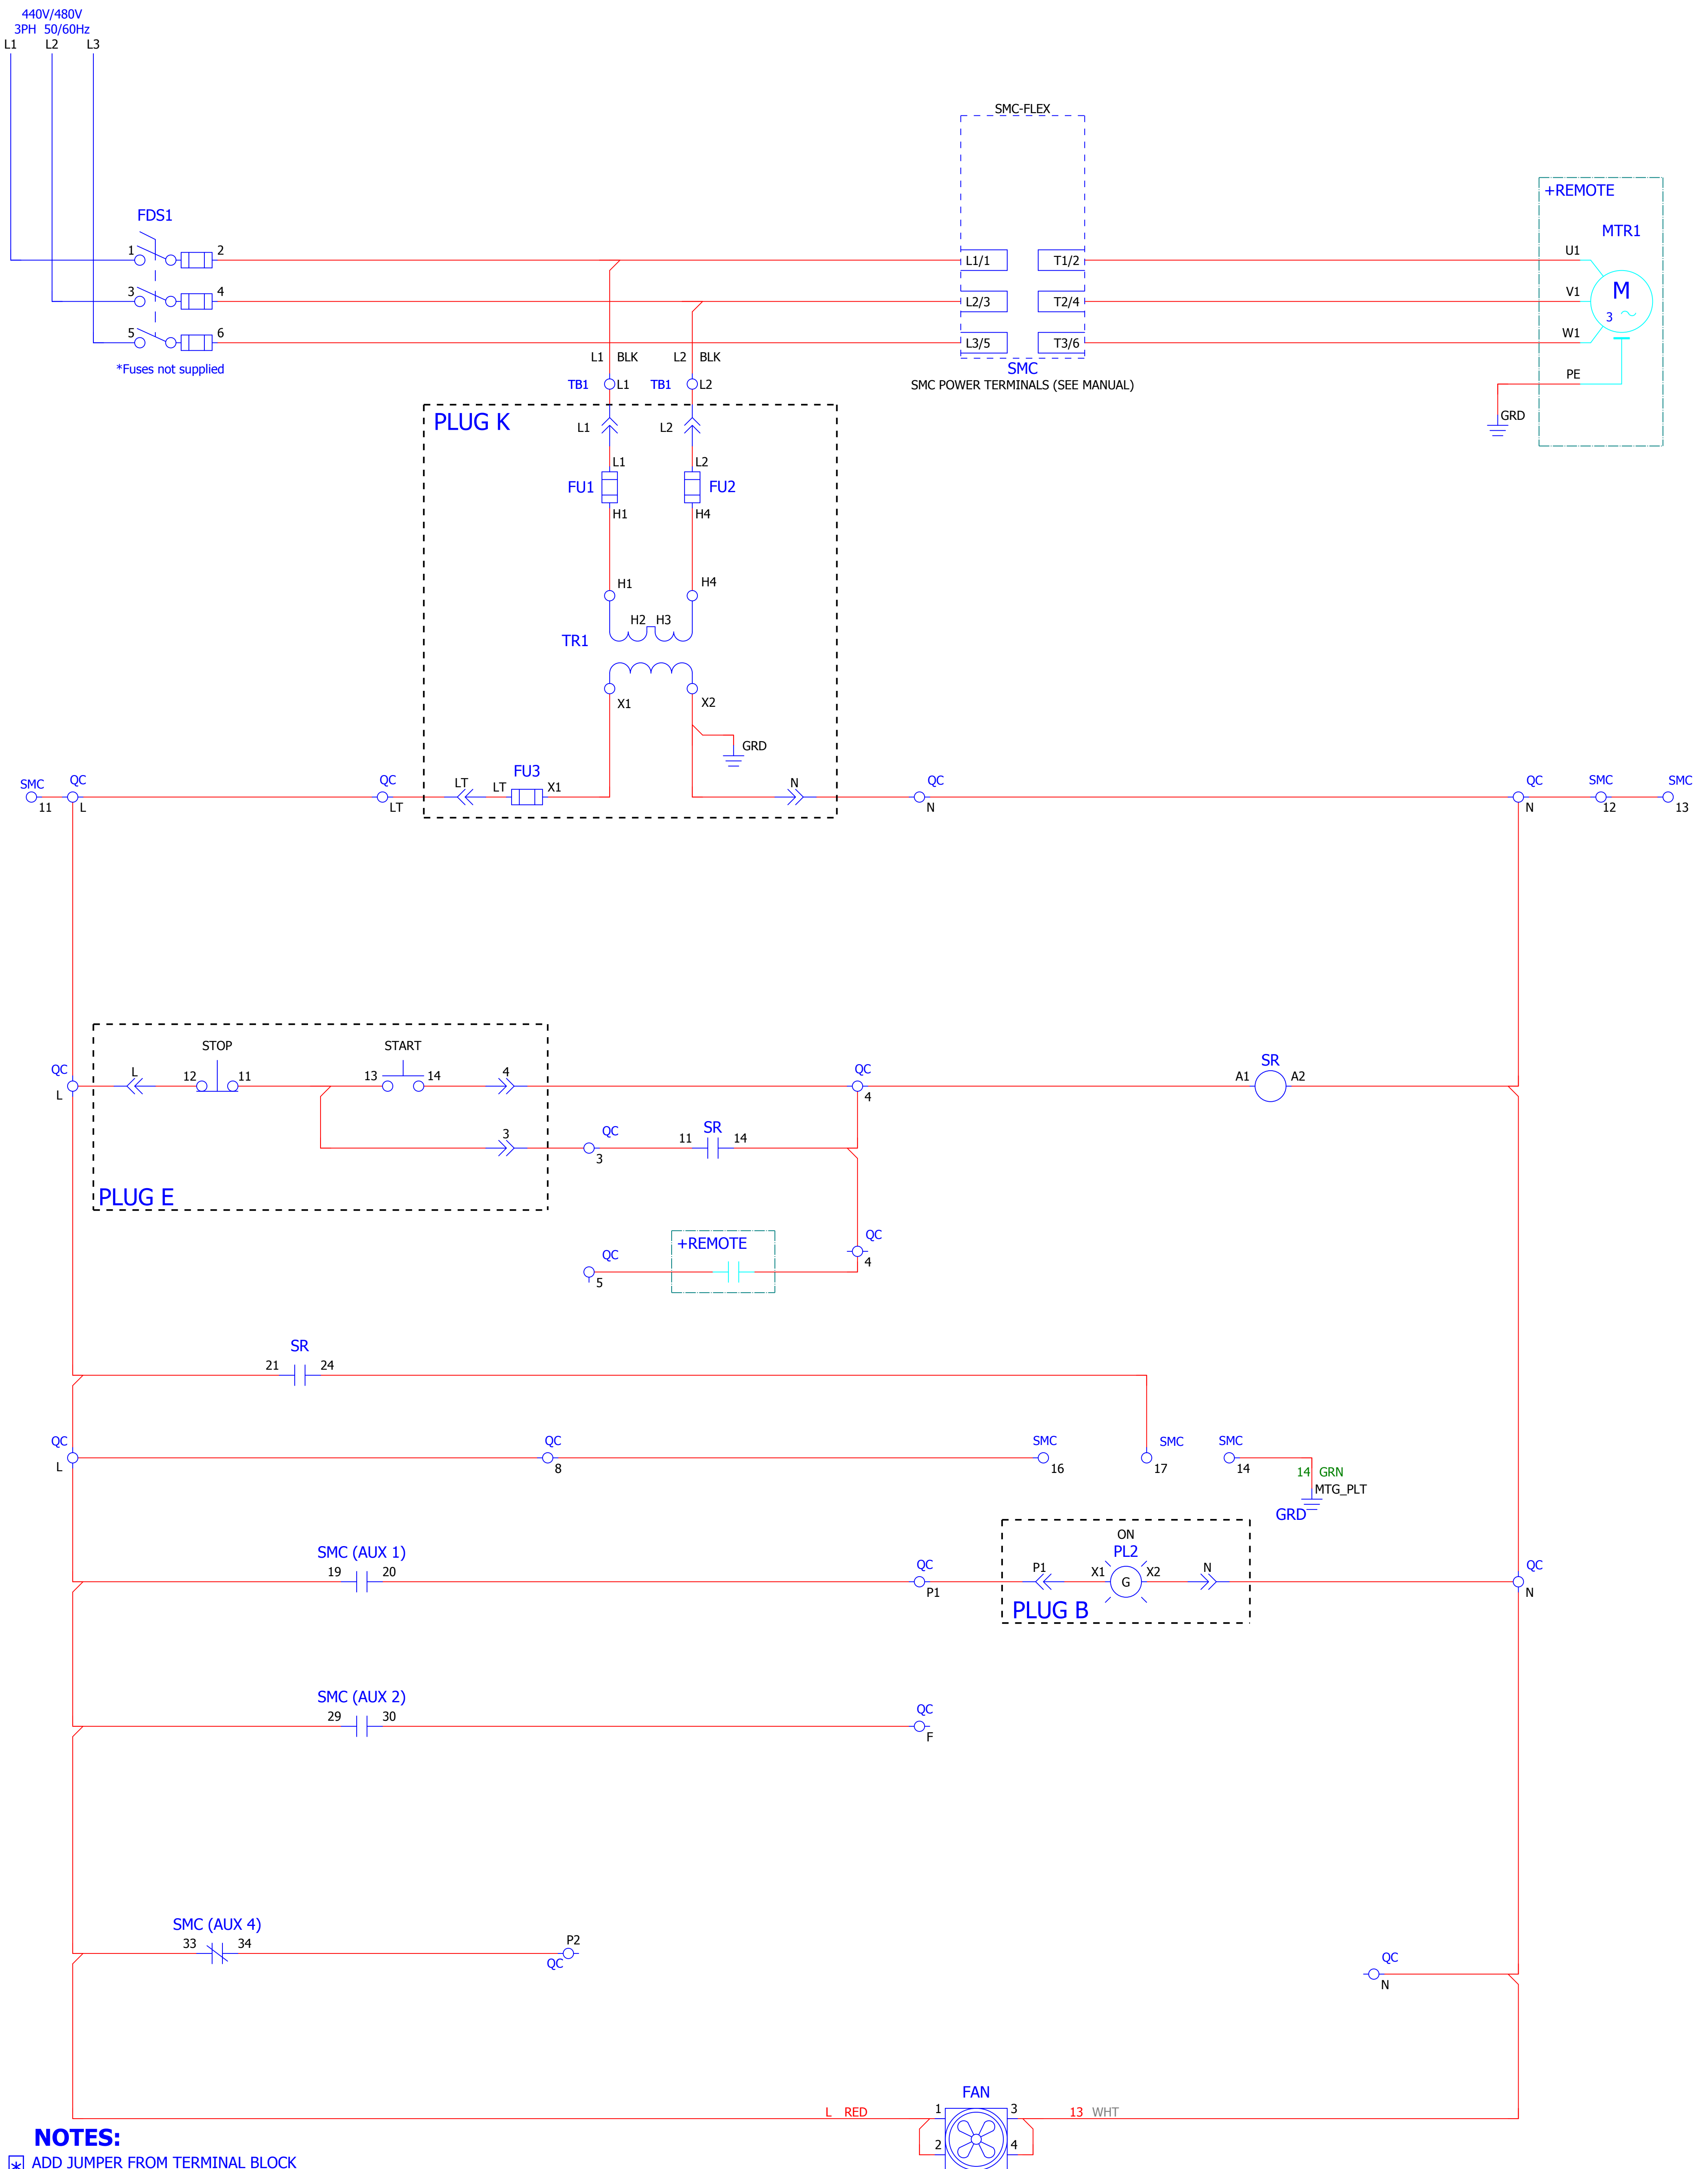 440V/480V
3PH 50/60Hz
L1 L2 L3
SMC-FLEX
+REMOTE
FDS1
MTR1
1 2
L1/1 T1/2
U1
3 4
L2/3 T2/4
V1
M
3
5 6
L3/5 T3/6
W1
*Fuses not supplied
L1 BLK L2 BLK
SMC
SMC POWER TERMINALS (SEE MANUAL)
PE
TB1 L1 TB1 L2
GRD
PLUG K
L1 L2
L1 L2
FU1 FU2
H1 H4
H1 H4
H2 H3
TR1
X1 X2
GRD
SMC QC QC LT LT FU3 X1 N QC QC SMC SMC
11 L LT N N 12 13
STOP START
QC L 12 11 13 14 4 QC SR
L 4 A1 A2
3 QC 11 SR 14
3
PLUG E
QC +REMOTE QC
5 4
SR
21 24
QC QC SMC SMC SMC
L 8 16 17 14
14 GRN
MTG_PLT
GRD
ON
SMC (AUX 1) PL2
19 20 QC P1 X1 G X2 N QC
P1 N
PLUG B
SMC (AUX 2)
29 30 QC
F
SMC (AUX 4)
33 34 P2
QC
QC
N
FAN
L RED 1 3 13 WHT
2 4
NOTES:
* ADD JUMPER FROM TERMINAL BLOCK